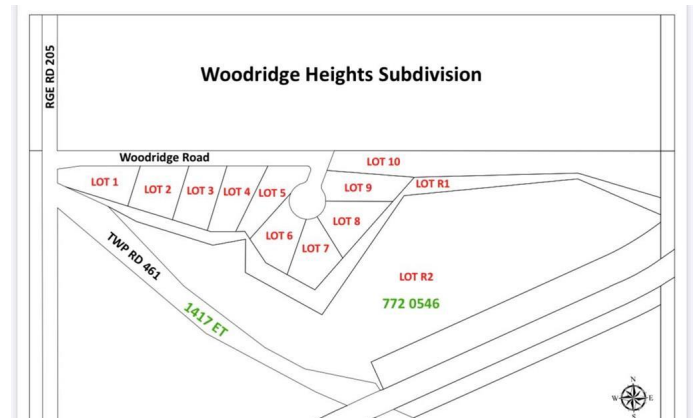 RGE RD 205
Woodridge Heights Subdivision
Woodridge Road
LOT 10
LOT 1
LOT 2
LOT 3
LOT 4
LOT 5
LOT 9
LOT R1
LOT 8
LOT 6
LOT 7
TWP RD 461
LOT R2
772 0546
1417 ET
N
W
E
S